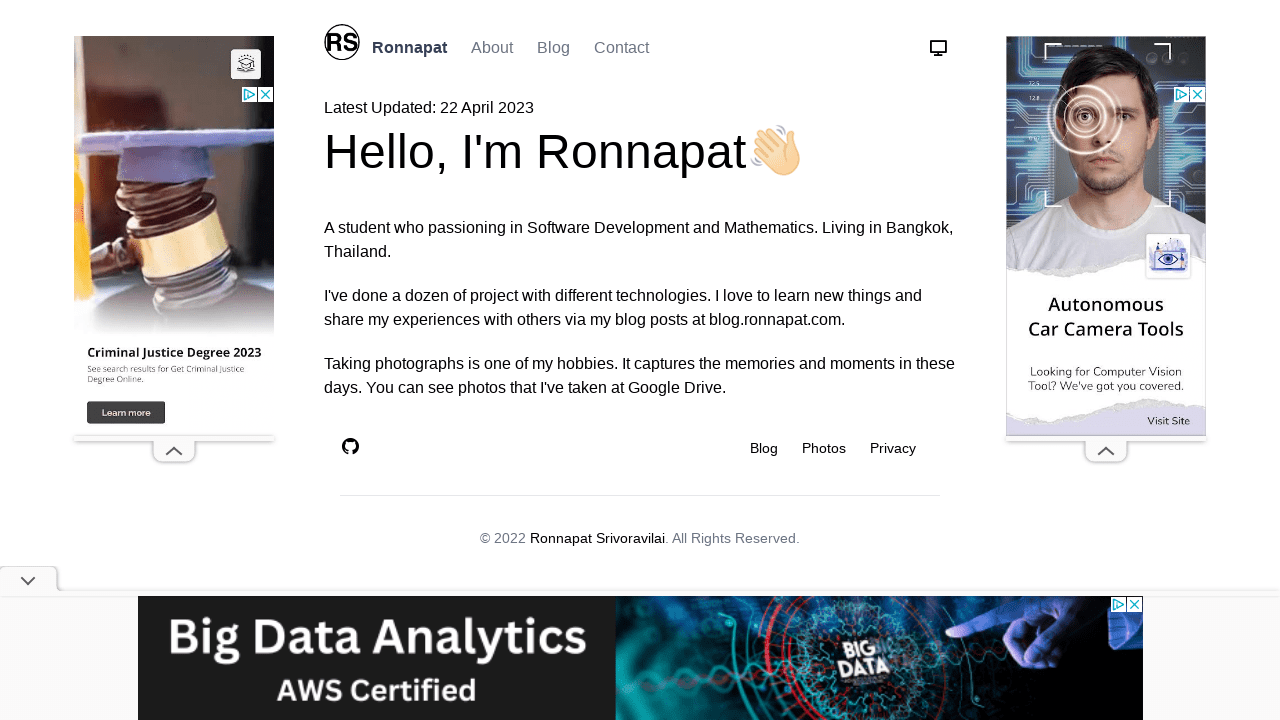 RS
Ronnapat
About
Blog
Contact
Latest Updated: 22 April 2023
Hello, I'm Ronnapat
A student who passioning in Software Development and Mathematics. Living in Bangkok,
Thailand.
I've done a dozen of project with different technologies. I love to learn new things and
share my experiences with others via my blog posts at blog.ronnapat.com.
Taking photographs is one of my hobbies. It captures the memories and moments in these
days. You can see photos that I've taken at Google Drive.
Blog
Photos
Privacy
© 2022 Ronnapat Srivoravilai. All Rights Reserved.
Criminal Justice Degree 2023
See search results for Get Criminal Justice
Degree Online.
Learn more
72.5
12.8
Autonomous
Car Camera Tools
Looking for Computer Vision
Tool? We've got you covered.
Visit Site
Big Data Analytics
AWS Certified
BIG
DATA